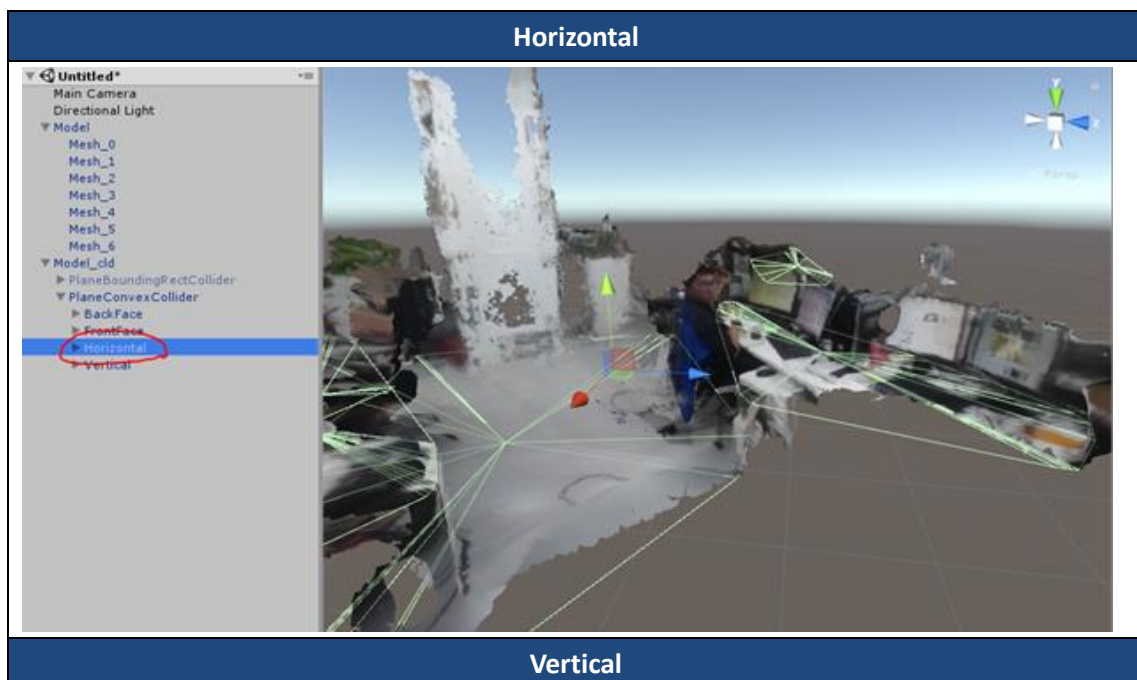 Horizontal
Untitled*
Main Camera
Directional Light
Model
Mesh_0
Mesh_1
Mesh_2
Mesh_3
Mesh_4
Mesh_5
Mesh_6
Model_cld
PlaneBoundingRectCollider
PlaneConvexCollider
BackFace
FrontFace
Horizontal
Vertical
y
z
Persp
Vertical